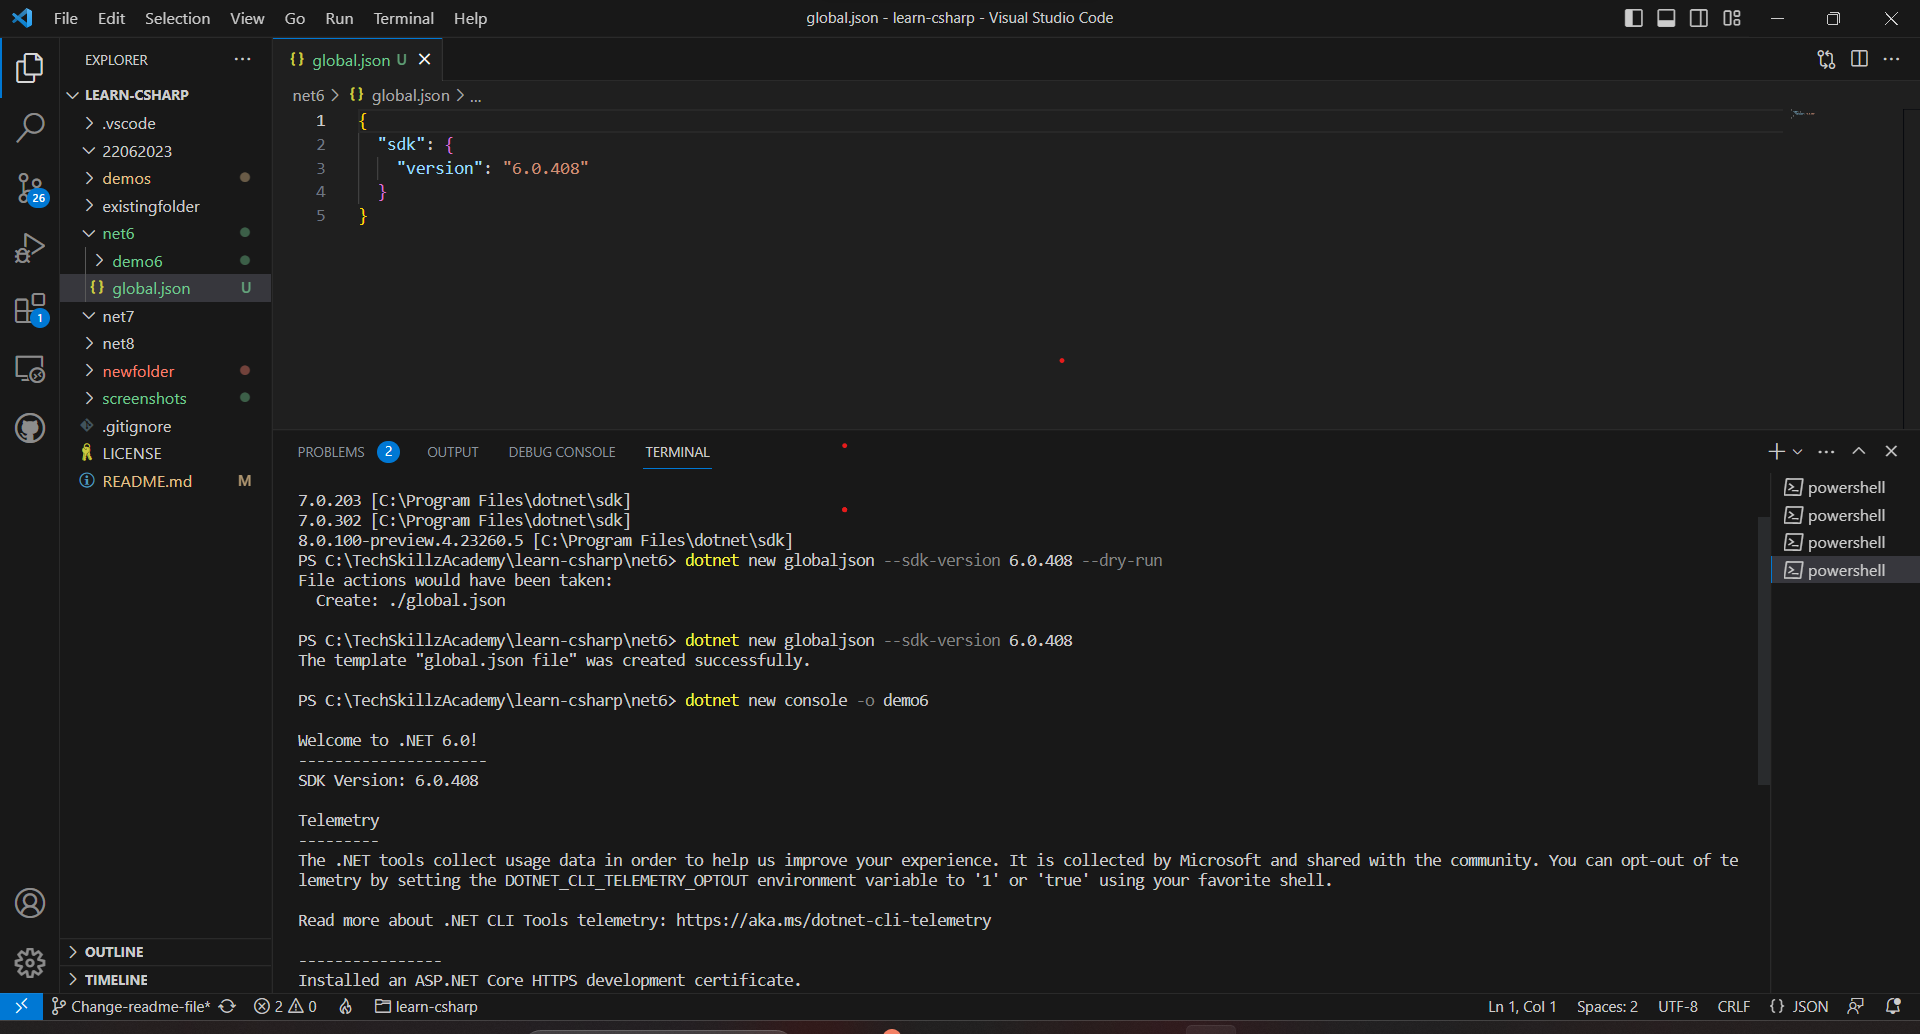 File Edit Selection View Go Run Terminal Help
global.json - learn-csharp - Visual Studio Code
EXPLORER
LEARN-CSHARP
.vscode
22062023
demos
existingfolder
net6
demo6
global.json U
net7
net8
newfolder
screenshots
.gitignore
LICENSE
README.md M
OUTLINE
TIMELINE
26
1
{} global.json U
net6 > {} global.json > ...
1 {
2 "sdk": {
3 "version": "6.0.408"
4 }
5 }
PROBLEMS 2 OUTPUT DEBUG CONSOLE TERMINAL
7.0.203 [C:\Program Files\dotnet\sdk]
7.0.302 [C:\Program Files\dotnet\sdk]
8.0.100-preview.4.23260.5 [C:\Program Files\dotnet\sdk]
PS C:\TechSkillzAcademy\learn-csharp\net6> dotnet new globaljson --sdk-version 6.0.408 --dry-run
File actions would have been taken:
Create: ./global.json
PS C:\TechSkillzAcademy\learn-csharp\net6> dotnet new globaljson --sdk-version 6.0.408
The template "global.json file" was created successfully.
PS C:\TechSkillzAcademy\learn-csharp\net6> dotnet new console -o demo6
Welcome to .NET 6.0!
---------------------
SDK Version: 6.0.408
Telemetry
---------
The .NET tools collect usage data in order to help us improve your experience. It is collected by Microsoft and shared with the community. You can opt-out of te
lemetry by setting the DOTNET_CLI_TELEMETRY_OPTOUT environment variable to '1' or 'true' using your favorite shell.
Read more about .NET CLI Tools telemetry: https://aka.ms/dotnet-cli-telemetry
----------------
Installed an ASP.NET Core HTTPS development certificate.
powershell
powershell
powershell
powershell
Change-readme-file* 2 0 learn-csharp
Ln 1, Col 1 Spaces: 2 UTF-8 CRLF {} JSON